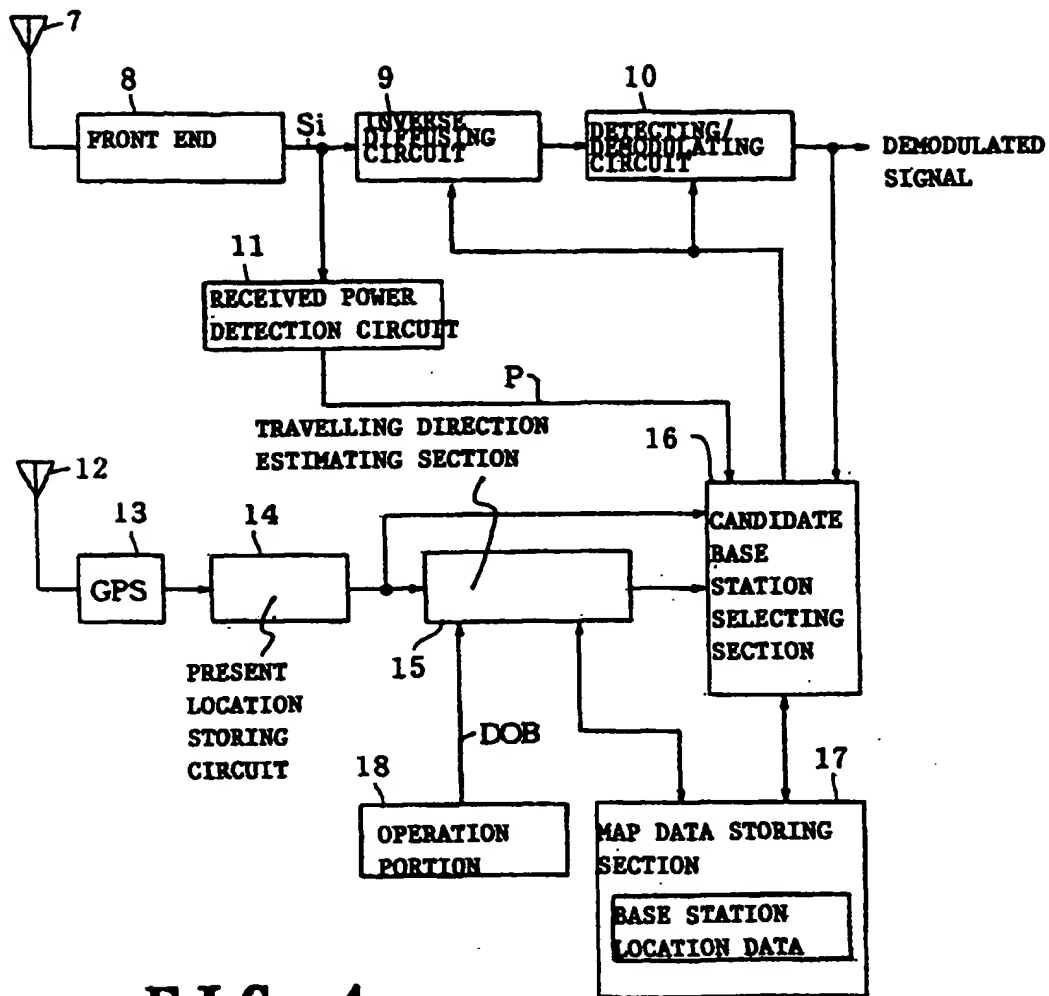 7
8
FRONT END
Si
9
INVERSE
DIFFUSING
CIRCUIT
10
DETECTING/
DEMODULATING
CIRCUIT
DEMODULATED
SIGNAL
11
RECEIVED POWER
DETECTION CIRCUIT
P
TRAVELLING DIRECTION
ESTIMATING SECTION
16
CANDIDATE
BASE
STATION
SELECTING
SECTION
12
13
GPS
14
15
PRESENT
LOCATION
STORING
CIRCUIT
DOB
18
OPERATION
PORTION
17
MAP DATA STORING
SECTION
BASE STATION
LOCATION DATA